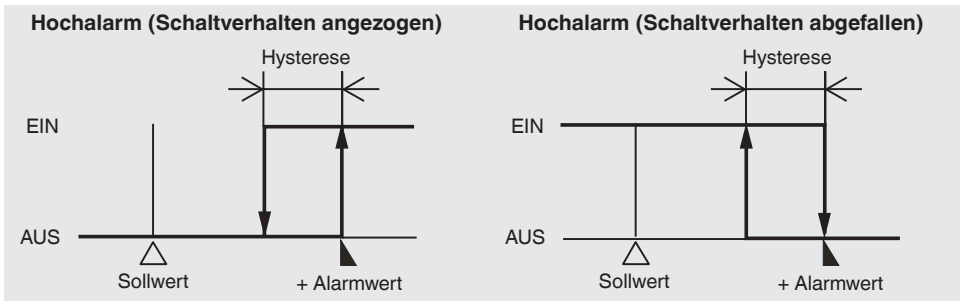 Hochalarm (Schaltverhalten angezogen)
Hysterese
EIN
AUS
Sollwert
+ Alarmwert
Hochalarm (Schaltverhalten abgefallen)
Hysterese
EIN
AUS
Sollwert
+ Alarmwert